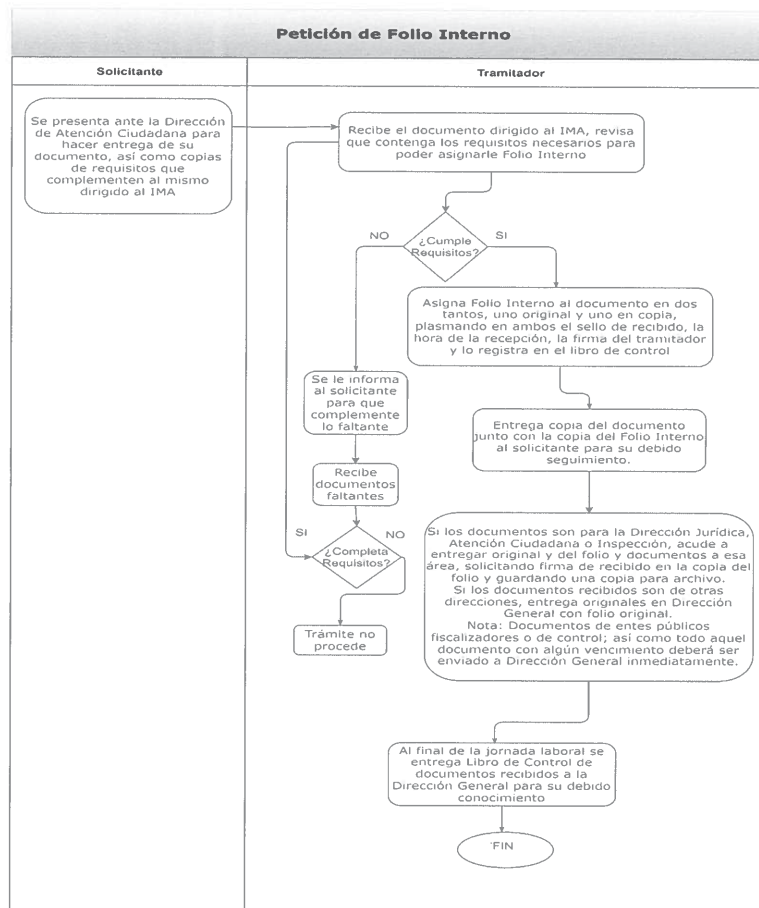 Petición de Folio Interno
Solicitante
Tramitador
Se presenta ante la Dirección
de Atención Ciudadana para
hacer entrega de su
documento, así como copias
de requisitos que
complementen al mismo
dirigido al IMA
Recibe el documento dirigido al IMA, revisa
que contenga los requisitos necesarios para
poder asignarle Folio Interno
NO
SI
¿Cumple
Requisitos?
Asigna Folio Interno al documento en dos
tantos, uno original y uno en copia,
plasmando en ambos el sello de recibido, la
hora de la recepción, la firma del tramitador
y lo registra en el libro de control
Se le informa
al solicitante
para que
complemente
lo faltante
Entrega copia del documento
junto con la copia del Folio Interno
al solicitante para su debido
seguimiento.
Recibe
documentos
faltantes
SI
NO
¿Completa
Requisitos?
Trámite no
procede
Si los documentos son para la Dirección Jurídica,
Atención Ciudadana o Inspección, acude a
entregar original y del folio y documentos a esa
área, solicitando firma de recibido en la copia del
folio y guardando una copia para archivo.
Si los documentos recibidos son de otras
direcciones, entrega originales en Dirección
General con folio original.
Nota: Documentos de entes públicos
fiscalizadores o de control; así como todo aquel
documento con algún vencimiento deberá ser
enviado a Dirección General inmediatamente.
Al final de la jornada laboral se
entrega Libro de Control de
documentos recibidos a la
Dirección General para su debido
conocimiento
FIN